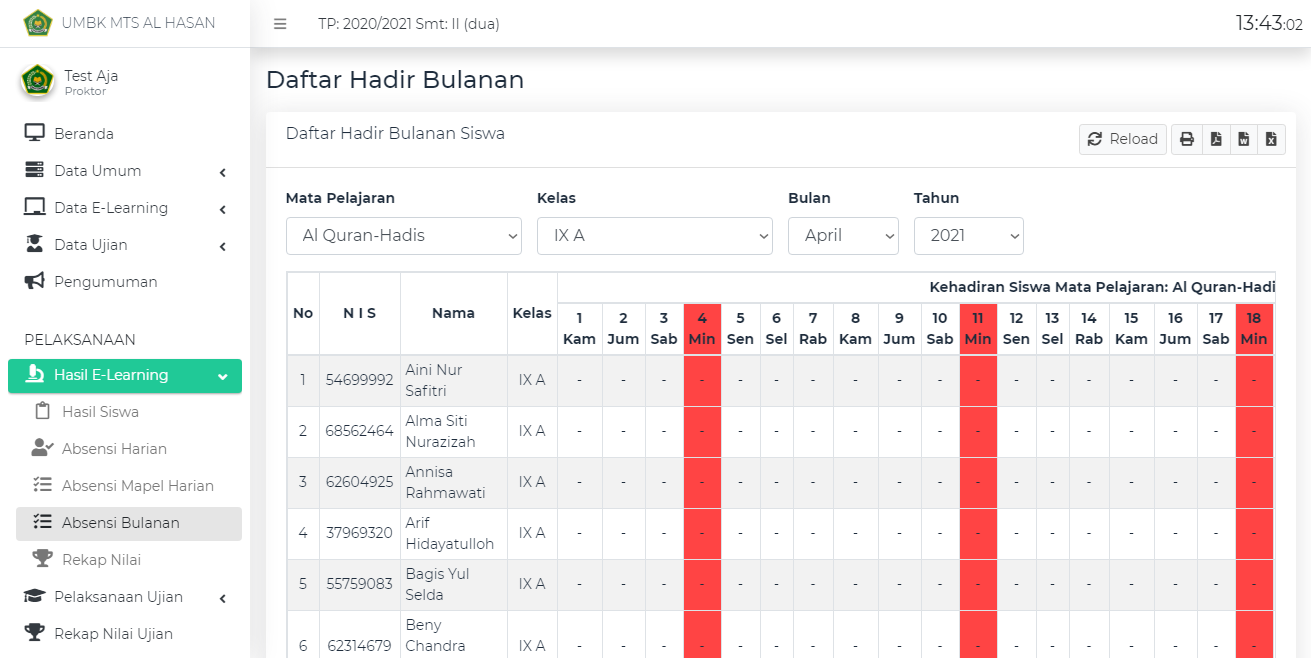 UMBK MTS AL HASAN
TP: 2020/2021 Smt: II (dua)
13:43:02
Test Aja
Proktor
Beranda
Data Umum
Data E-Learning
Data Ujian
Pengumuman
PELAKSANAAN
Hasil E-Learning
Hasil Siswa
Absensi Harian
Absensi Mapel Harian
Absensi Bulanan
Rekap Nilai
Pelaksanaan Ujian
Rekap Nilai Ujian
Daftar Hadir Bulanan
Daftar Hadir Bulanan Siswa
Reload
Mata Pelajaran Kelas Bulan Tahun
Al Quran-Hadis IX A April 2021
Kehadiran Siswa Mata Pelajaran: Al Quran-Hadi
No N I S Nama Kelas
1 2 3 4 5 6 7 8 9 10 11 12 13 14 15 16 17 18
Kam Jum Sab Min Sen Sel Rab Kam Jum Sab Min Sen Sel Rab Kam Jum Sab Min
1 54699992 Aini Nur Safitri IX A - - - - - - - - - - - - - - - - - -
2 68562464 Alma Siti Nurazizah IX A - - - - - - - - - - - - - - - - - -
3 62604925 Annisa Rahmawati IX A - - - - - - - - - - - - - - - - - -
4 37969320 Arif Hidayatulloh IX A - - - - - - - - - - - - - - - - - -
5 55759083 Bagis Yul Selda IX A - - - - - - - - - - - - - - - - - -
6 62314679 Beny Chandra IX A - - - - - - - - - - - - - - - - - -